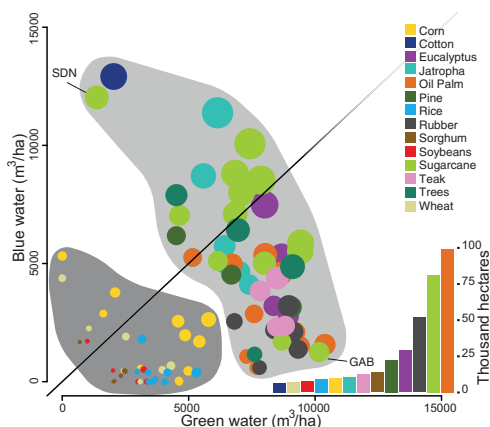 15000
10000
5000
0
Blue water (m3/ha)
SDN
GAB
Corn
Cotton
Eucalyptus
Jatropha
Oil Palm
Pine
Rice
Rubber
Sorghum
Soybeans
Sugarcane
Teak
Trees
Wheat
100
75
50
25
0
Thousand hectares
0
5000
10000
15000
Green water (m3/ha)